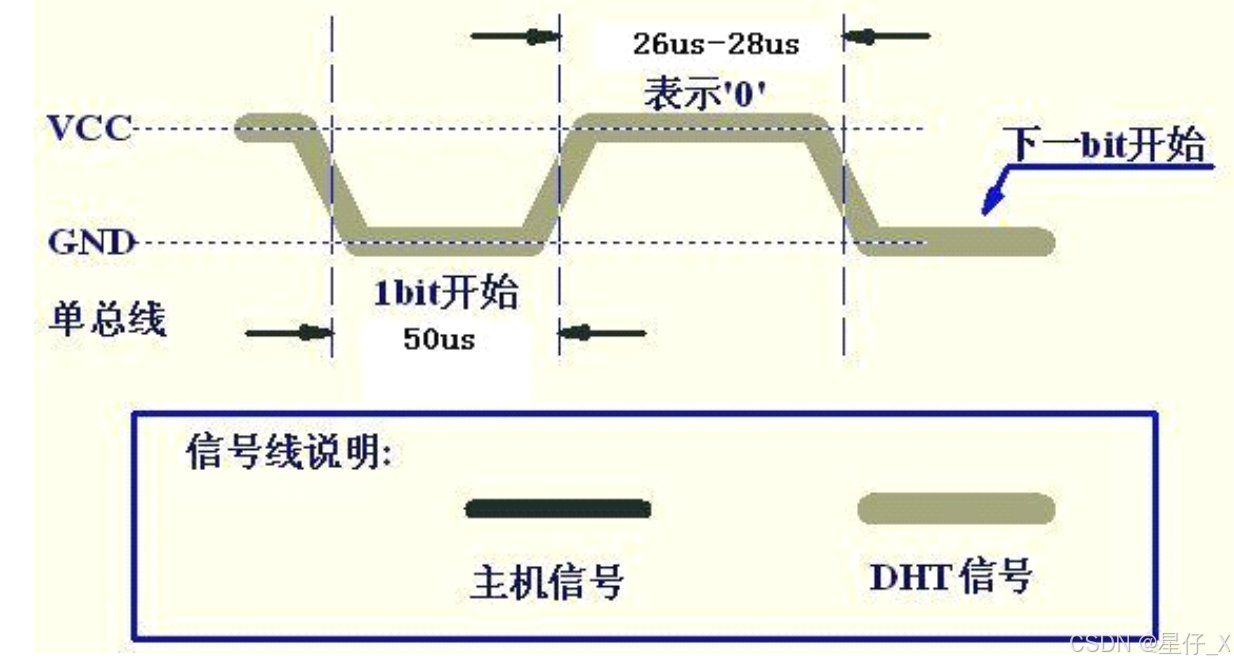 26us-28us
表示'0'
VCC
下一bit开始
GND
1bit开始
单总线
50us
信号线说明:
主机信号
DHT信号
CSDN @星仔_X